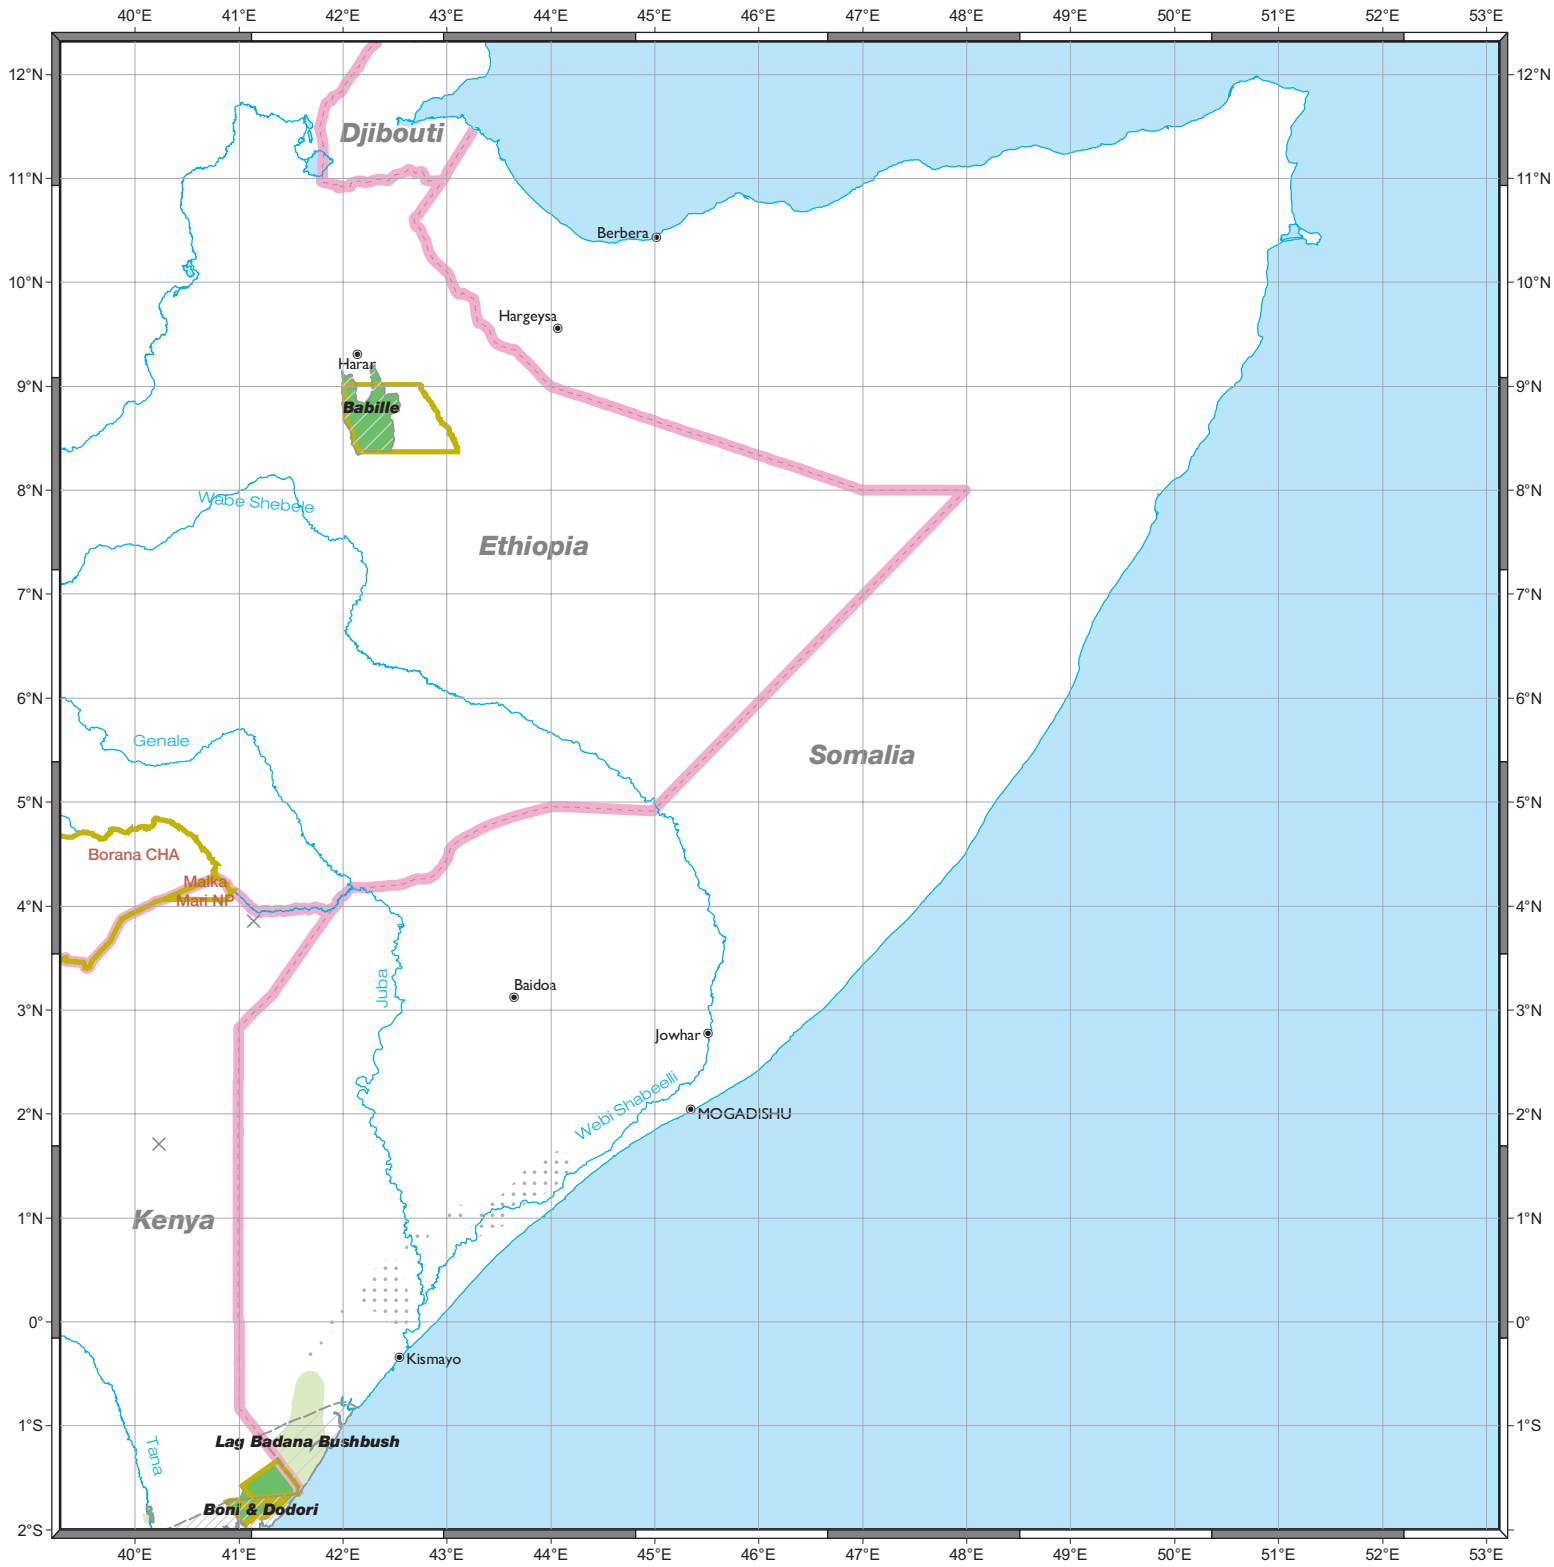 40°E 41°E 42°E 43°E 44°E 45°E 46°E 47°E 48°E 49°E 50°E 51°E 52°E 53°E
12°N 12°N
Djibouti
11°N 11°N
Berbera
10°N 10°N
Hargeysa
Harar
9°N 9°N
Babille
8°N 8°N
Wabe Shebele
Ethiopia
7°N 7°N
6°N 6°N
Genale
Somalia
5°N 5°N
Borana CHA
Malka
Mari NP
4°N 4°N
Juba
Baidoa
3°N 3°N
Jowhar
Webi Shabeelli
2°N 2°N
MOGADISHU
Kenya
1°N 1°N
0° 0°
Kismayo
1°S 1°S
Lag Badana Bushbush
Tana
Boni & Dodori
2°S
40°E 41°E 42°E 43°E 44°E 45°E 46°E 47°E 48°E 49°E 50°E 51°E 52°E 53°E